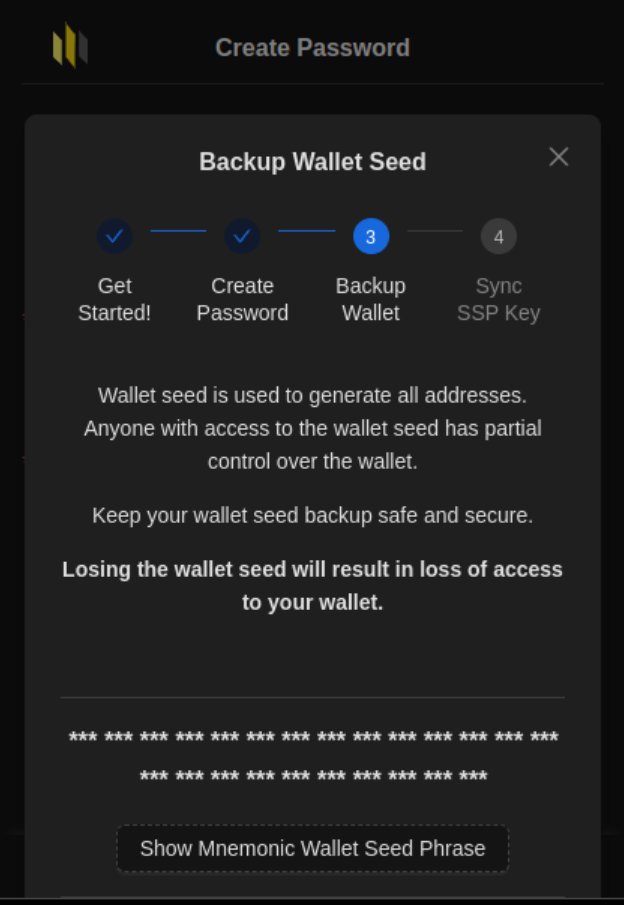 Create Password
Backup Wallet Seed
3
4
Get
Started!
Create
Password
Backup
Wallet
Sync
SSP Key
Wallet seed is used to generate all addresses.
Anyone with access to the wallet seed has partial
control over the wallet.
Keep your wallet seed backup safe and secure.
Losing the wallet seed will result in loss of access
to your wallet.
*** *** *** *** *** *** *** *** *** *** *** *** *** ***
*** *** *** *** *** *** *** *** *** ***
Show Mnemonic Wallet Seed Phrase